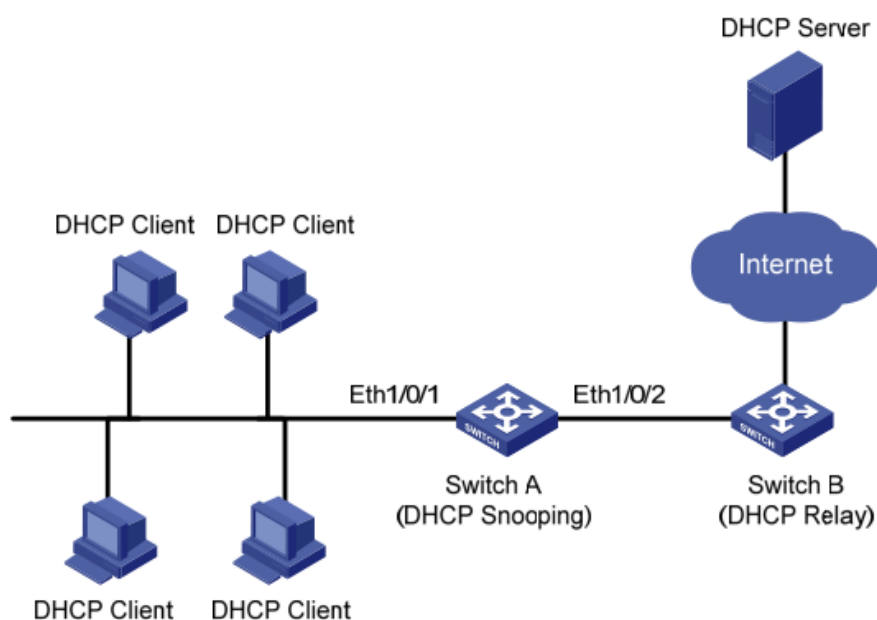 DHCP Server
DHCP Client DHCP Client
Internet
Eth1/0/1 Eth1/0/2
SWITCH SWITCH
Switch A
(DHCP Snooping)
Switch B
(DHCP Relay)
DHCP Client DHCP Client